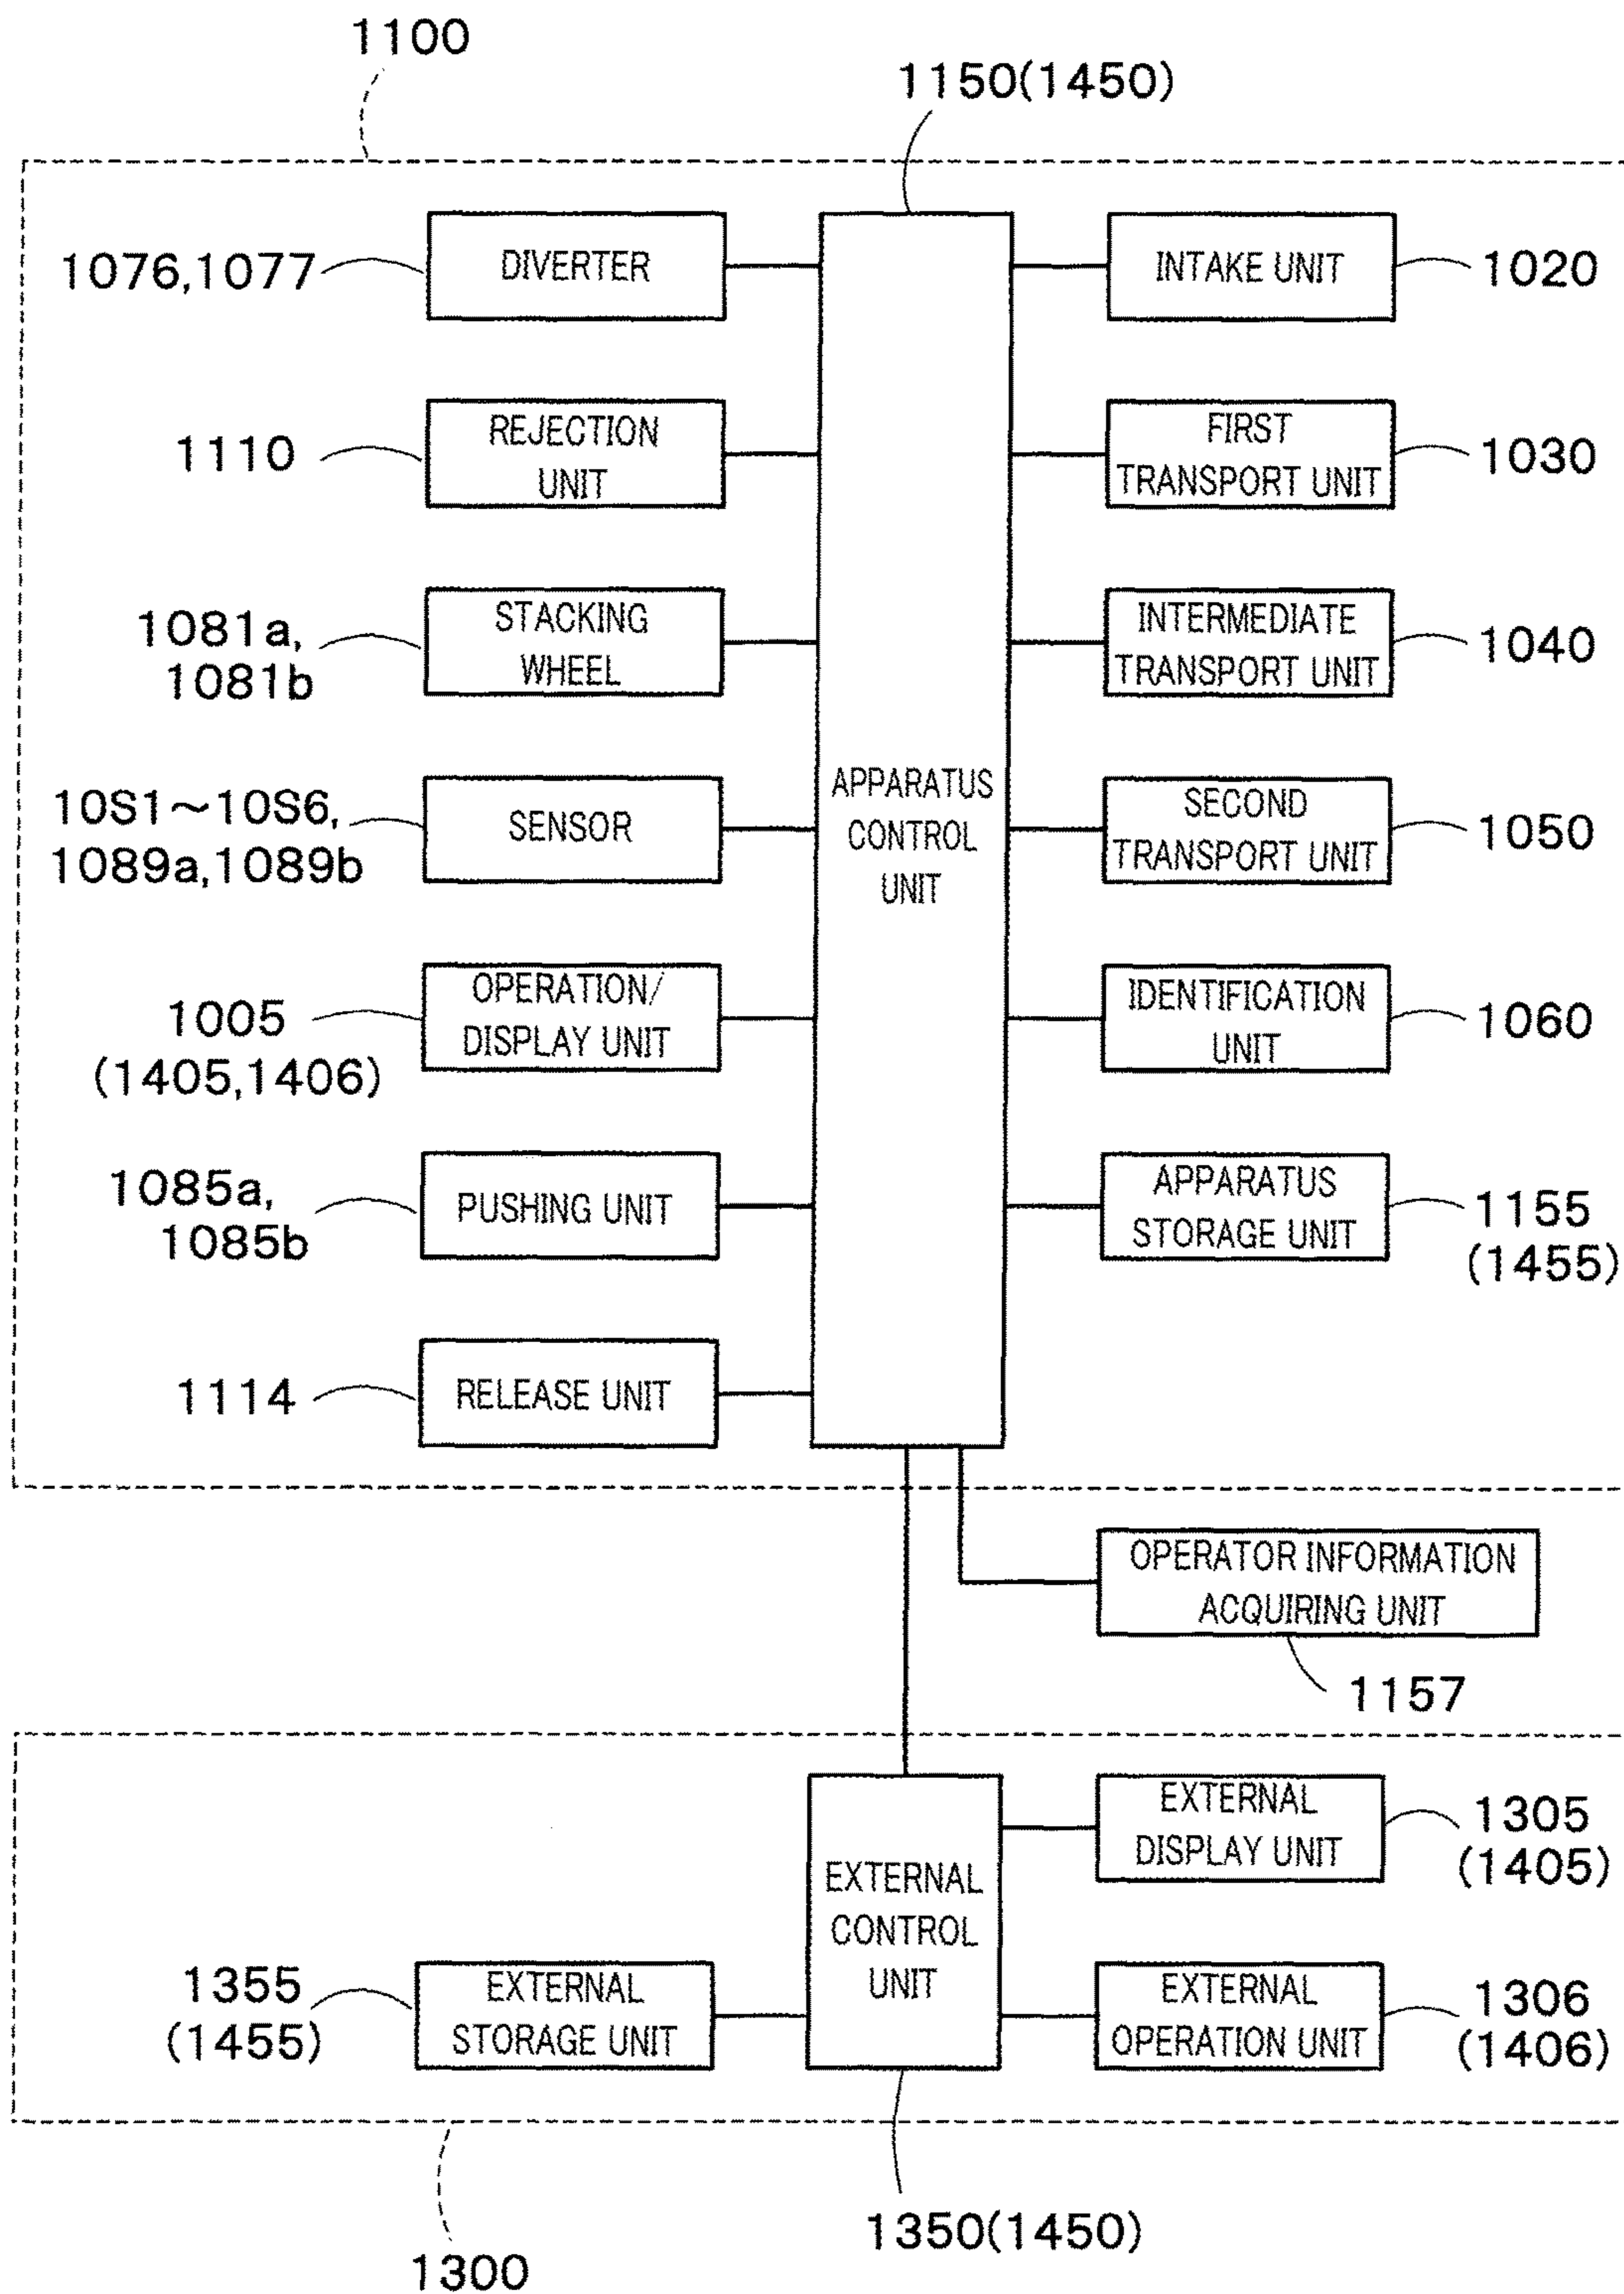 1100
1150(1450)
1076,1077
DIVERTER
INTAKE UNIT
1020
1110
REJECTION
UNIT
FIRST
TRANSPORT UNIT
1030
1081a,
1081b
STACKING
WHEEL
INTERMEDIATE
TRANSPORT UNIT
1040
10S1～10S6,
1089a,1089b
SENSOR
APPARATUS
CONTROL
UNIT
SECOND
TRANSPORT UNIT
1050
1005
(1405,1406)
OPERATION/
DISPLAY UNIT
IDENTIFICATION
UNIT
1060
1085a,
1085b
PUSHING UNIT
APPARATUS
STORAGE UNIT
1155
(1455)
1114
RELEASE UNIT
OPERATOR INFORMATION
ACQUIRING UNIT
1157
EXTERNAL
DISPLAY UNIT
1305
(1405)
EXTERNAL
CONTROL
UNIT
1355
(1455)
EXTERNAL
STORAGE UNIT
EXTERNAL
OPERATION UNIT
1306
(1406)
1350(1450)
1300